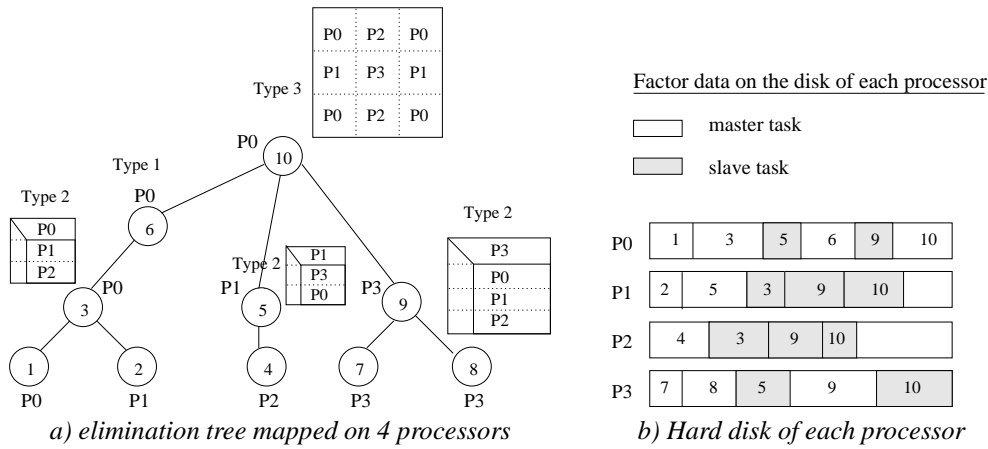 P0 P2 P0
P1 P3 P1
P0 P2 P0
Type 3
P0
10
Type 1
P0
6
Type 2
P0
P1
P2
P0
3
1
P0
2
P1
Type 2
P1
P3
P0
P1
5
4
P2
Type 2
P3
P0
P1
P2
P3
9
7
P3
8
P3
a) elimination tree mapped on 4 processors
Factor data on the disk of each processor
master task
slave task
P0 1 3 5 6 9 10
P1 2 5 3 9 10
P2 4 3 9 10
P3 7 8 5 9 10
b) Hard disk of each processor